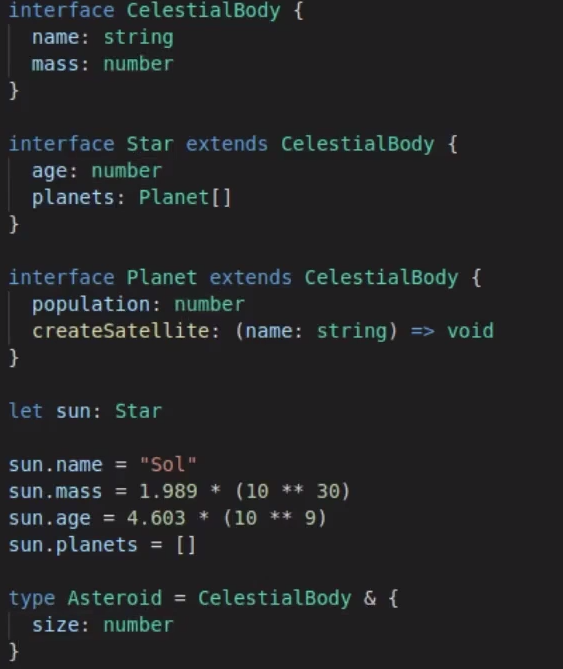 interface CelestialBody {
  name: string
  mass: number
}

interface Star extends CelestialBody {
  age: number
  planets: Planet[]
}

interface Planet extends CelestialBody {
  population: number
  createSatellite: (name: string) => void
}

let sun: Star

sun.name = "Sol"
sun.mass = 1.989 * (10 ** 30)
sun.age = 4.603 * (10 ** 9)
sun.planets = []

type Asteroid = CelestialBody & {
  size: number
}